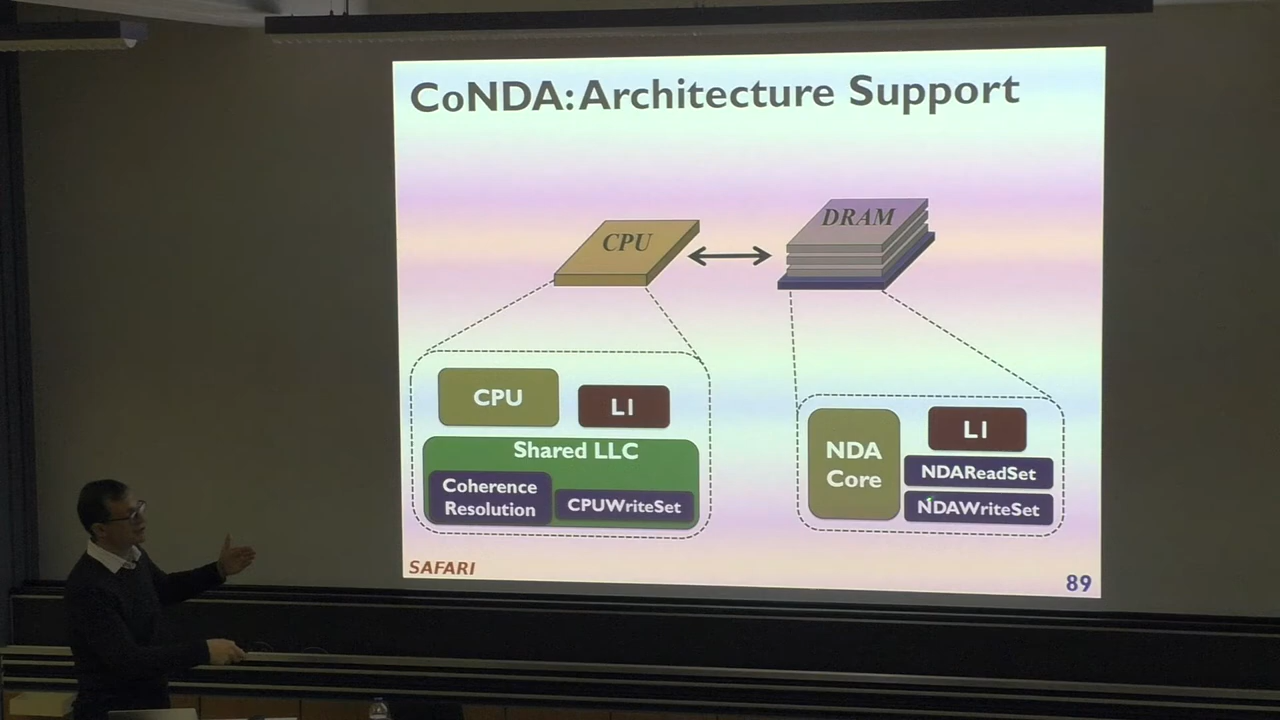 CoNDA: Architecture Support
CPU
DRAM
CPU
L1
Shared LLC
Coherence
Resolution
CPUWriteSet
NDA
Core
L1
NDAReadSet
NDAWriteSet
SAFARI
89